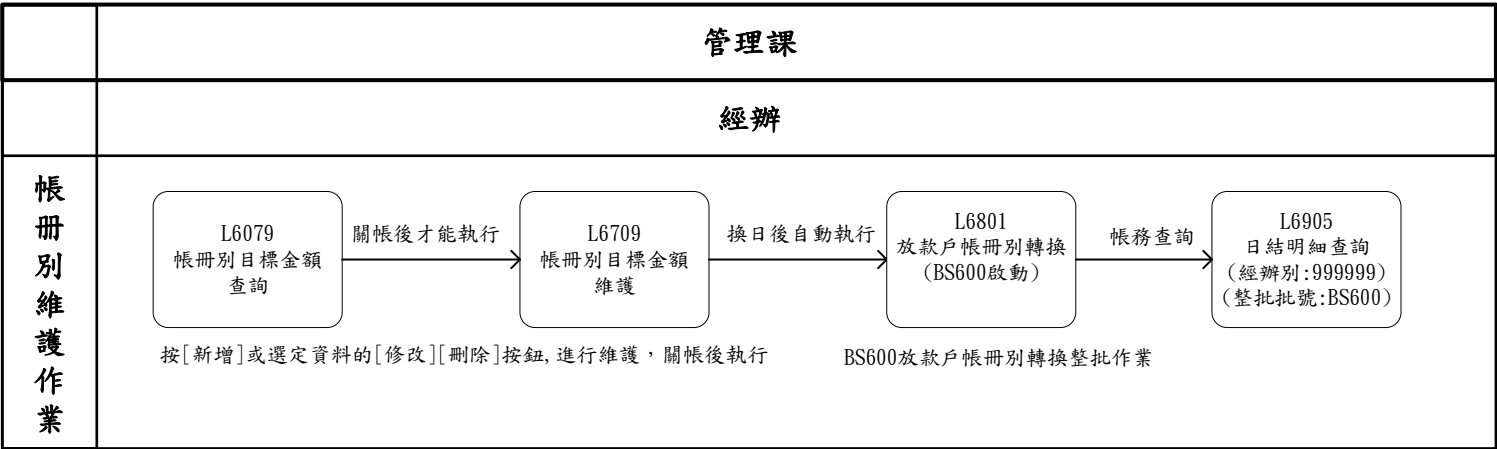 管理課
經辦
帳冊別維護作業
L6079
帳冊別目標金額
查詢
關帳後才能執行
L6709
帳冊別目標金額
維護
換日後自動執行
L6801
放款戶帳冊別轉換
(BS600啟動)
帳務查詢
L6905
日結明細查詢
(經辦別:999999)
(整批批號:BS600)
按[新增]或選定資料的[修改][刪除]按鈕,進行維護，關帳後執行
BS600放款戶帳冊別轉換整批作業